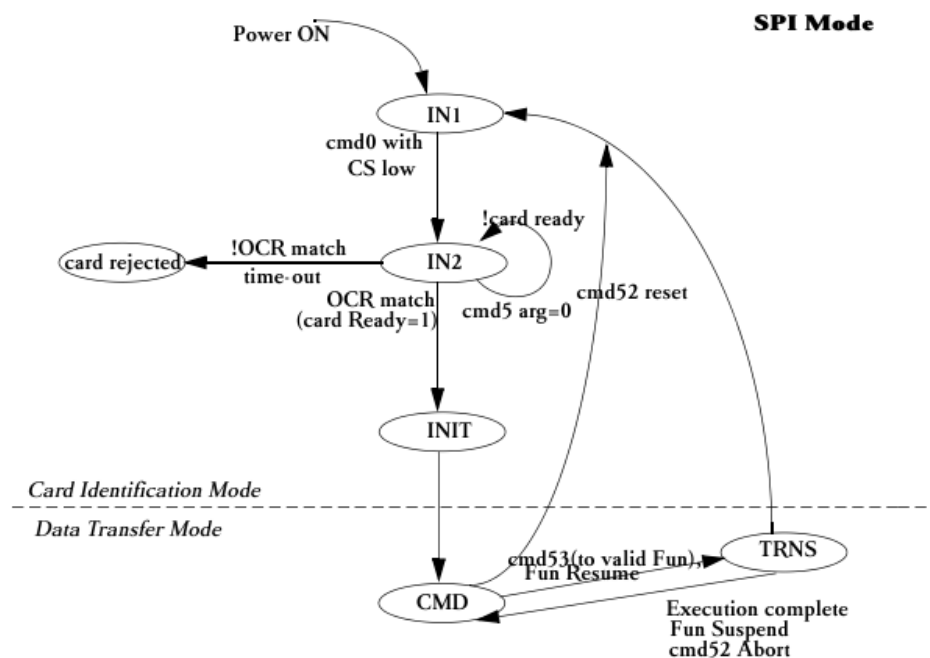 SPI Mode
Power ON
IN1
cmd0 with
CS low
!card ready
!OCR match
card rejected
IN2
time-out
cmd52 reset
OCR match
cmd5 arg=0
(card Ready=1)
INIT
Card Identification Mode
Data Transfer Mode
TRNS
cmd53(to valid Fun),
Fun Resume
CMD
Execution complete
Fun Suspend
cmd52 Abort